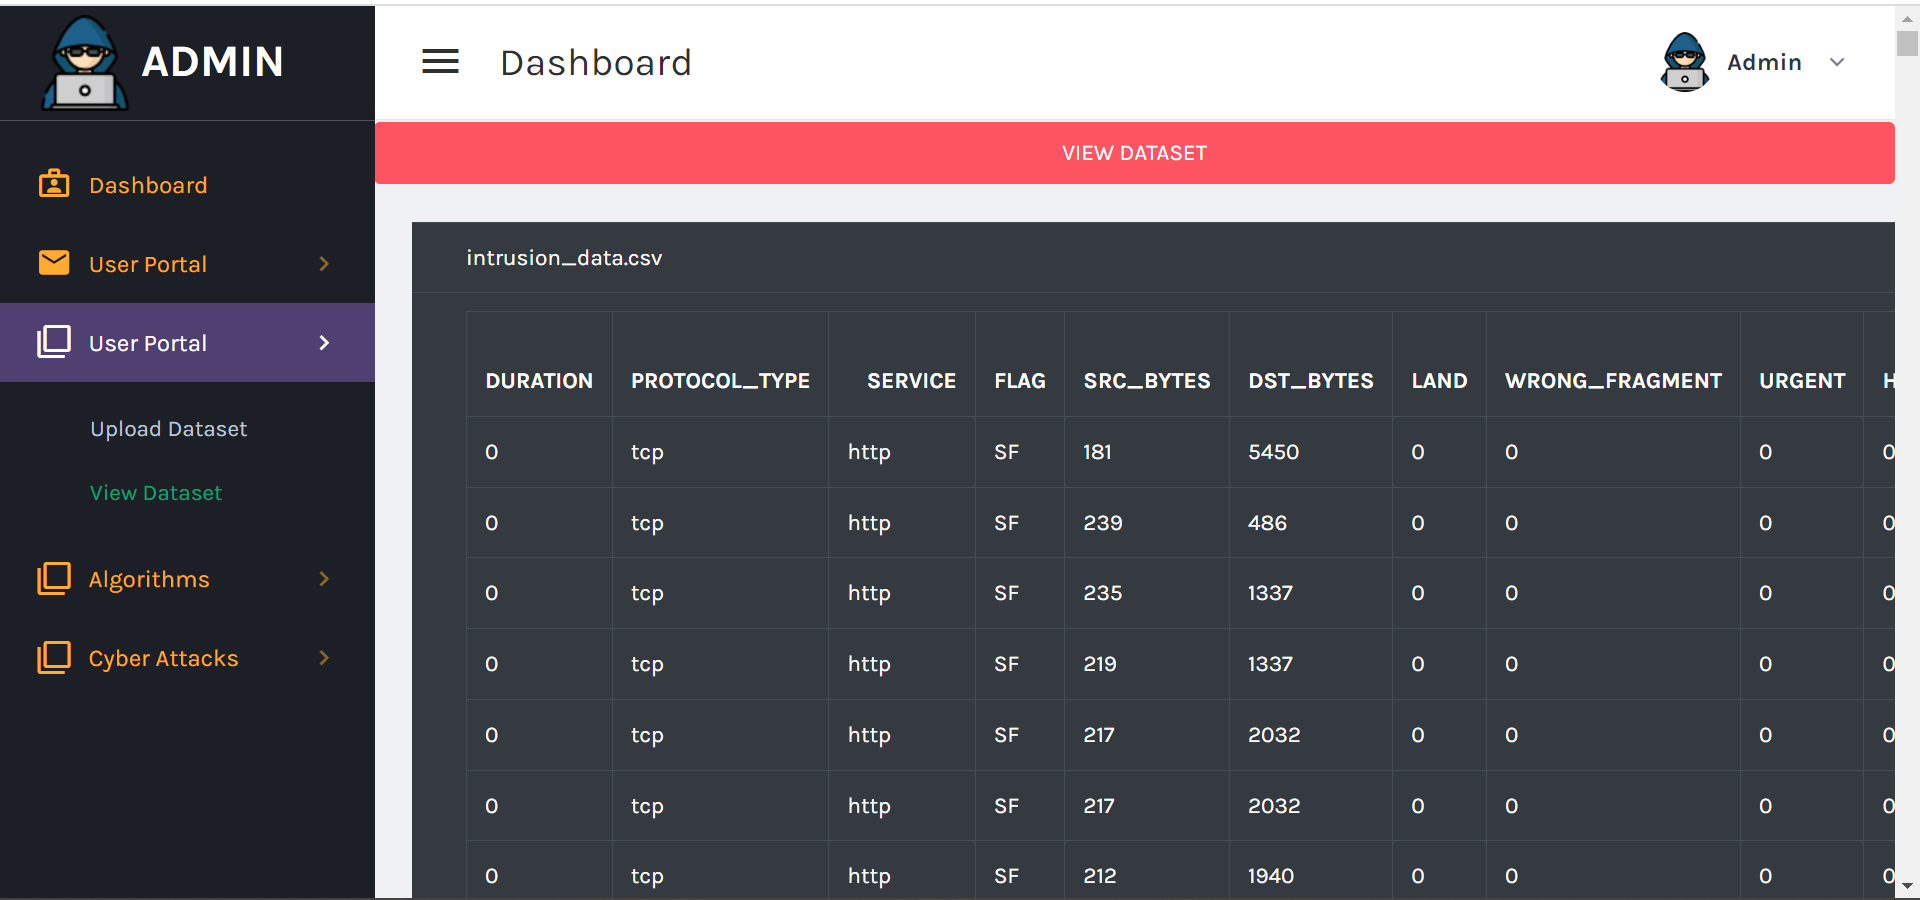 ADMIN
Dashboard
Admin
VIEW DATASET
Dashboard
User Portal
User Portal
Upload Dataset
View Dataset
Algorithms
Cyber Attacks
intrusion_data.csv
DURATION PROTOCOL_TYPE SERVICE FLAG SRC_BYTES DST_BYTES LAND WRONG_FRAGMENT URGENT
0 tcp http SF 181 5450 0 0 0 0
0 tcp http SF 239 486 0 0 0 0
0 tcp http SF 235 1337 0 0 0 0
0 tcp http SF 219 1337 0 0 0 0
0 tcp http SF 217 2032 0 0 0 0
0 tcp http SF 217 2032 0 0 0 0
0 tcp http SF 212 1940 0 0 0 0